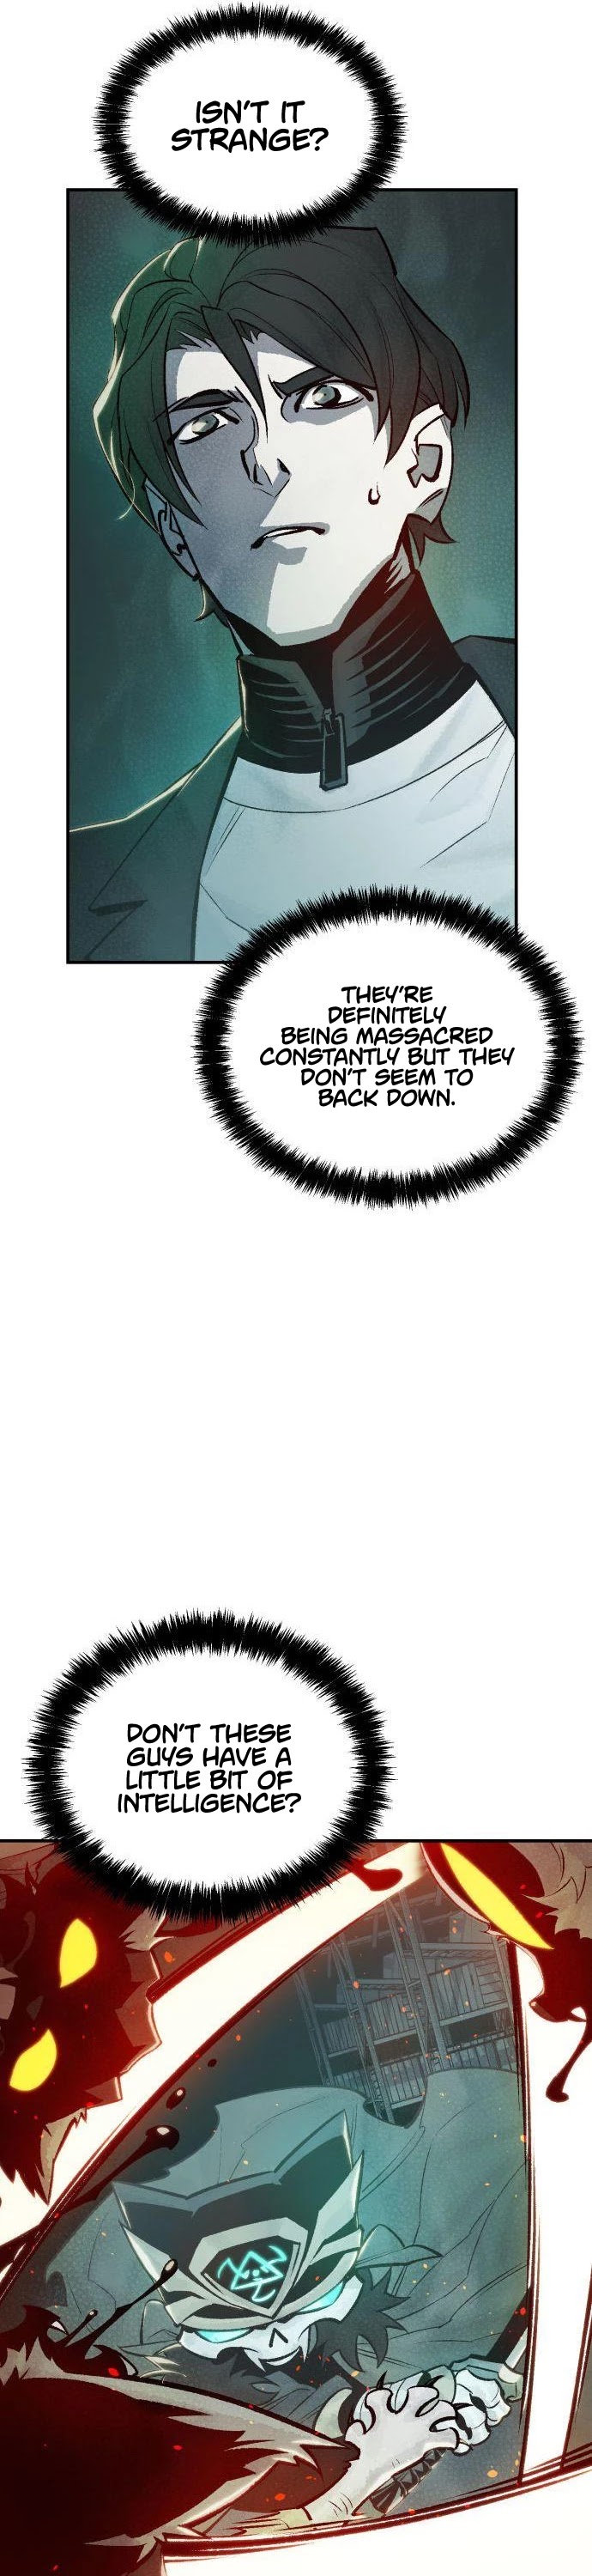 ISN'T IT
STRANGE?
THEY'RE
DEFINITELY
BEING MASSACRED
CONSTANTLY BUT THEY
DON'T SEEM TO
BACK DOWN.
DON'T THESE
GUYS HAVE A
LITTLE BIT OF
INTELLIGENCE?